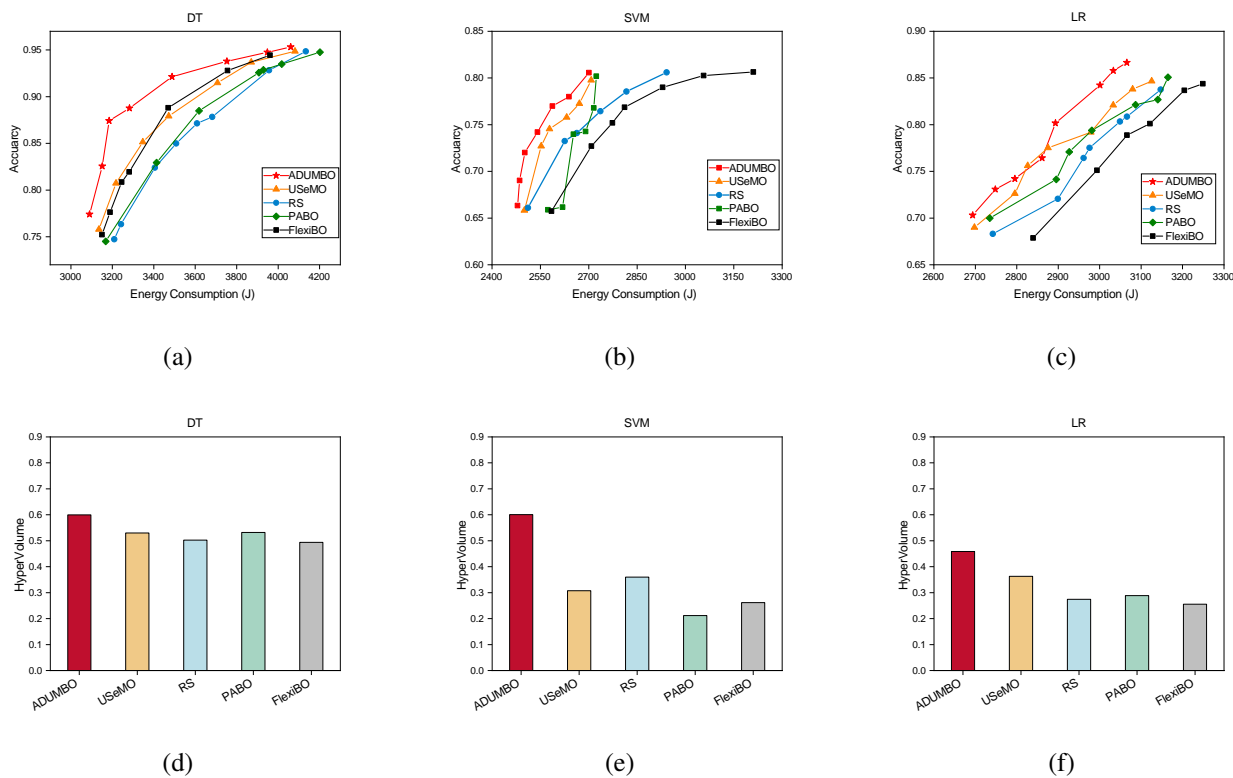 DT
Accuarcy
0.95
0.90
0.85
0.80
0.75
ADUMBO
USeMO
RS
PABO
FlexiBO
3000 3200 3400 3600 3800 4000 4200
Energy Consumption (J)
(a)
SVM
Accuarcy
0.85
0.80
0.75
0.70
0.65
0.60
ADUMBO
USeMO
RS
PABO
FlexiBO
2400 2550 2700 2850 3000 3150 3300
Energy Consumption (J)
(b)
LR
Accuarcy
0.90
0.85
0.80
0.75
0.70
0.65
ADUMBO
USeMO
RS
PABO
FlexiBO
2600 2700 2800 2900 3000 3100 3200 3300
Energy Consumption (J)
(c)
DT
HyperVolume
0.9
0.8
0.7
0.6
0.5
0.4
0.3
0.2
0.1
0.0
ADUMBO USeMO RS PABO FlexiBO
(d)
SVM
HyperVolume
0.9
0.8
0.7
0.6
0.5
0.4
0.3
0.2
0.1
0.0
ADUMBO USeMO RS PABO FlexiBO
(e)
LR
HyperVolume
0.9
0.8
0.7
0.6
0.5
0.4
0.3
0.2
0.1
0.0
ADUMBO USeMO RS PABO FlexiBO
(f)